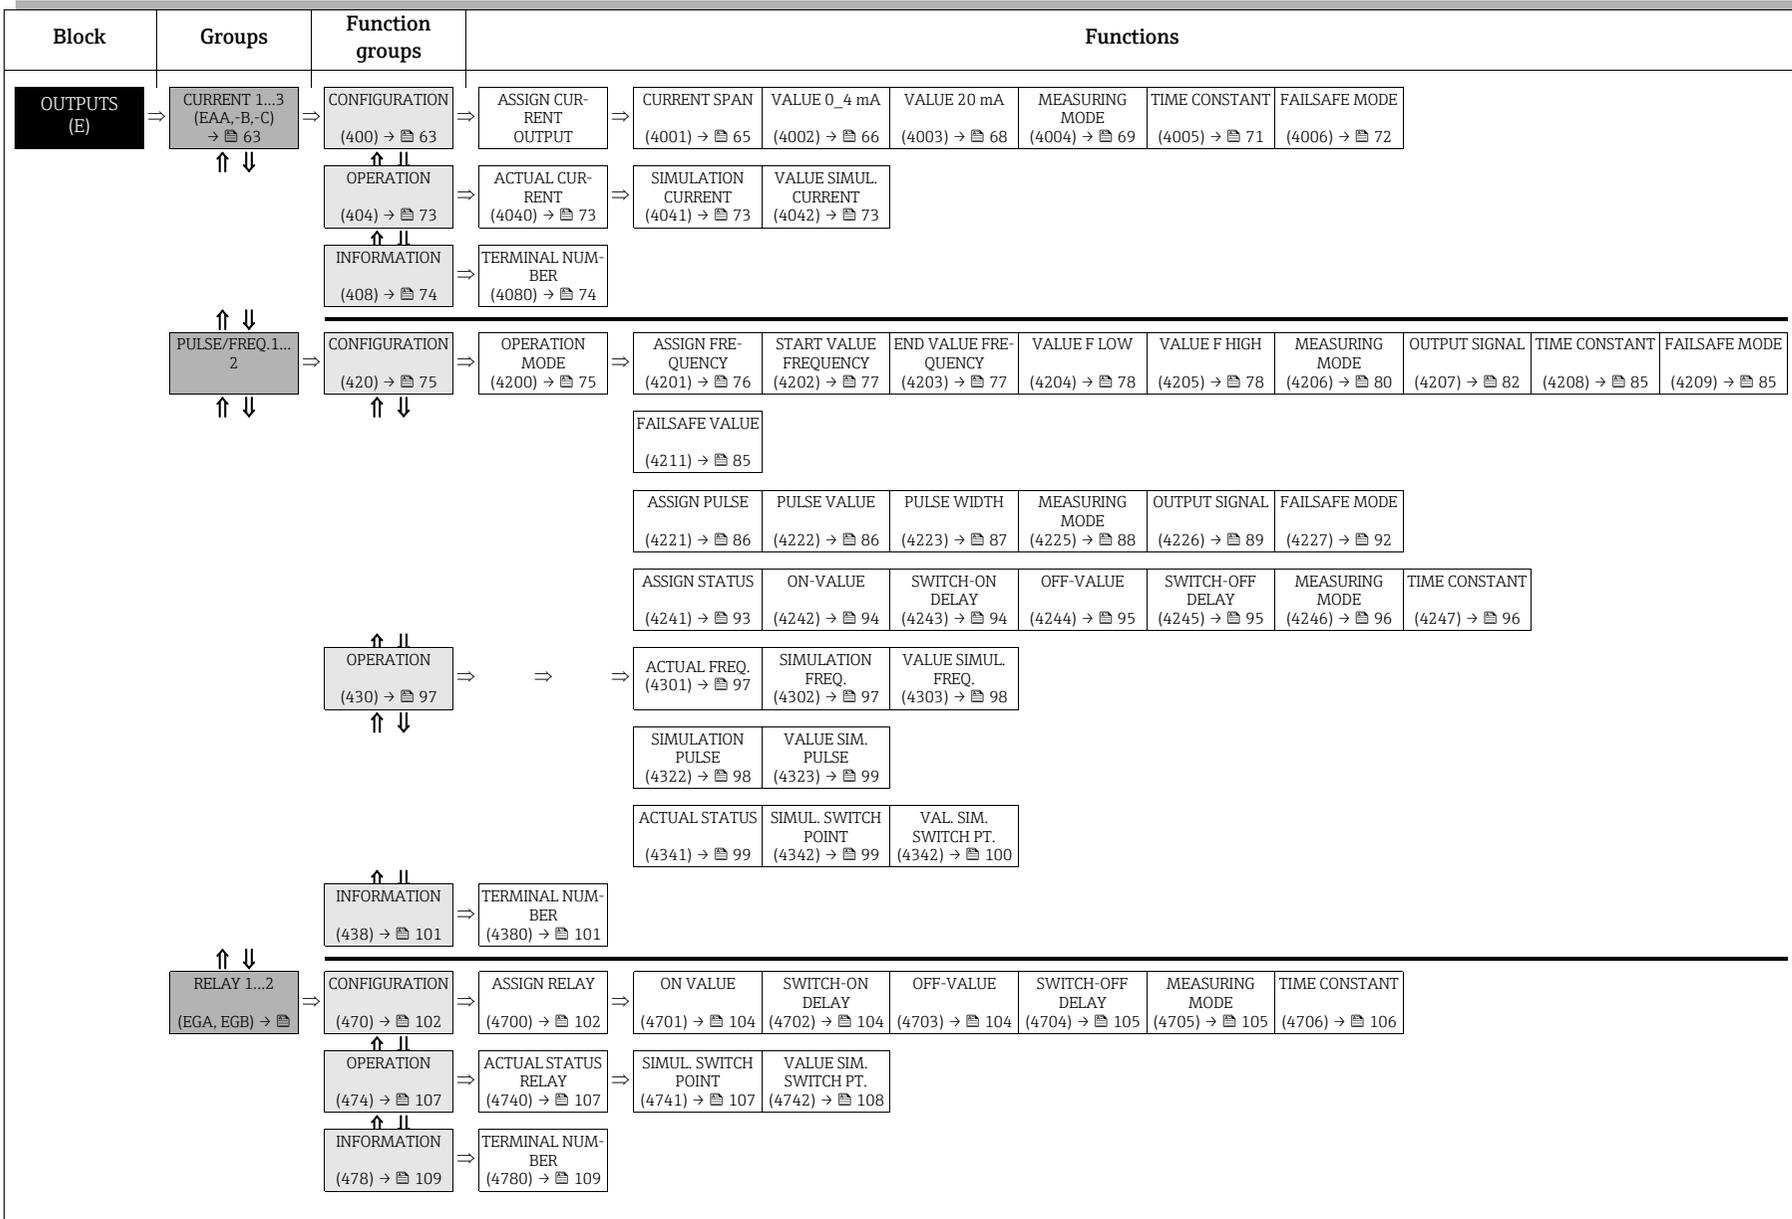 Block
Groups
Function
groups
Functions
OUTPUTS
(E)
⇒
CURRENT 1...3
(EAA,-B,-C)
→ 🖹 63
⇒
CONFIGURATION
(400) → 🖹 63
⇒
ASSIGN CUR-
RENT
OUTPUT
⇒
CURRENT SPAN
(4001) → 🖹 65
VALUE 0_4 mA
(4002) → 🖹 66
VALUE 20 mA
(4003) → 🖹 68
MEASURING
MODE
(4004) → 🖹 69
TIME CONSTANT
(4005) → 🖹 71
FAILSAFE MODE
(4006) → 🖹 72
⇑ ⇓
⇑ ⇓
OPERATION
(404) → 🖹 73
⇒
ACTUAL CUR-
RENT
(4040) → 🖹 73
⇒
SIMULATION
CURRENT
(4041) → 🖹 73
VALUE SIMUL.
CURRENT
(4042) → 🖹 73
⇑ ⇓
INFORMATION
(408) → 🖹 74
⇒
TERMINAL NUM-
BER
(4080) → 🖹 74
⇑ ⇓
PULSE/FREQ.1...
2
⇒
CONFIGURATION
(420) → 🖹 75
⇒
OPERATION
MODE
(4200) → 🖹 75
⇒
ASSIGN FRE-
QUENCY
(4201) → 🖹 76
START VALUE
FREQUENCY
(4202) → 🖹 77
END VALUE FRE-
QUENCY
(4203) → 🖹 77
VALUE F LOW
(4204) → 🖹 78
VALUE F HIGH
(4205) → 🖹 78
MEASURING
MODE
(4206) → 🖹 80
OUTPUT SIGNAL
(4207) → 🖹 82
TIME CONSTANT
(4208) → 🖹 85
FAILSAFE MODE
(4209) → 🖹 85
⇑ ⇓
⇑ ⇓
FAILSAFE VALUE
(4211) → 🖹 85
ASSIGN PULSE
(4221) → 🖹 86
PULSE VALUE
(4222) → 🖹 86
PULSE WIDTH
(4223) → 🖹 87
MEASURING
MODE
(4225) → 🖹 88
OUTPUT SIGNAL
(4226) → 🖹 89
FAILSAFE MODE
(4227) → 🖹 92
ASSIGN STATUS
(4241) → 🖹 93
ON-VALUE
(4242) → 🖹 94
SWITCH-ON
DELAY
(4243) → 🖹 94
OFF-VALUE
(4244) → 🖹 95
SWITCH-OFF
DELAY
(4245) → 🖹 95
MEASURING
MODE
(4246) → 🖹 96
TIME CONSTANT
(4247) → 🖹 96
⇑ ⇓
OPERATION
(430) → 🖹 97
⇒
⇒
⇒
ACTUAL FREQ.
(4301) → 🖹 97
SIMULATION
FREQ.
(4302) → 🖹 97
VALUE SIMUL.
FREQ.
(4303) → 🖹 98
⇑ ⇓
SIMULATION
PULSE
(4322) → 🖹 98
VALUE SIM.
PULSE
(4323) → 🖹 99
ACTUAL STATUS
(4341) → 🖹 99
SIMUL. SWITCH
POINT
(4342) → 🖹 99
VAL. SIM.
SWITCH PT.
(4342) → 🖹 100
⇑ ⇓
INFORMATION
(438) → 🖹 101
⇒
TERMINAL NUM-
BER
(4380) → 🖹 101
⇑ ⇓
RELAY 1...2
(EGA, EGB) → 🖹
⇒
CONFIGURATION
(470) → 🖹 102
⇒
ASSIGN RELAY
(4700) → 🖹 102
⇒
ON VALUE
(4701) → 🖹 104
SWITCH-ON
DELAY
(4702) → 🖹 104
OFF-VALUE
(4703) → 🖹 104
SWITCH-OFF
DELAY
(4704) → 🖹 105
MEASURING
MODE
(4705) → 🖹 105
TIME CONSTANT
(4706) → 🖹 106
⇑ ⇓
OPERATION
(474) → 🖹 107
⇒
ACTUAL STATUS
RELAY
(4740) → 🖹 107
⇒
SIMUL. SWITCH
POINT
(4741) → 🖹 107
VALUE SIM.
SWITCH PT.
(4742) → 🖹 108
⇑ ⇓
INFORMATION
(478) → 🖹 109
⇒
TERMINAL NUM-
BER
(4780) → 🖹 109